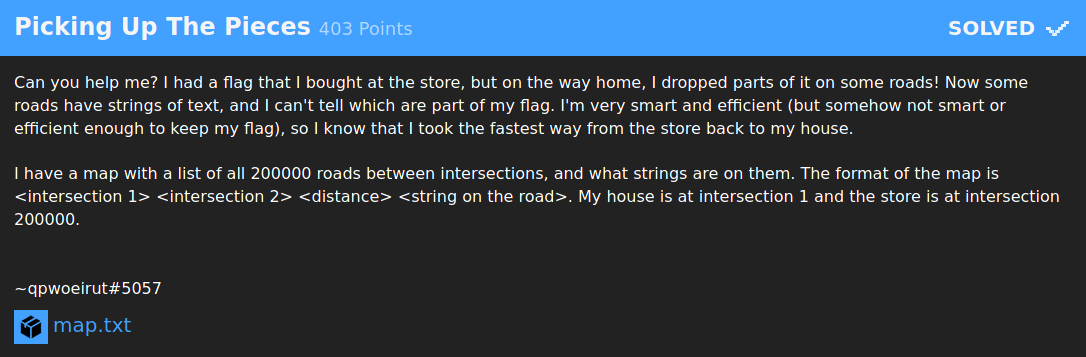 Picking Up The Pieces 403 Points SOLVED
Can you help me? I had a flag that I bought at the store, but on the way home, I dropped parts of it on some roads! Now some
roads have strings of text, and I can't tell which are part of my flag. I'm very smart and efficient (but somehow not smart or
efficient enough to keep my flag), so I know that I took the fastest way from the store back to my house.
I have a map with a list of all 200000 roads between intersections, and what strings are on them. The format of the map is
<intersection 1> <intersection 2> <distance> <string on the road>. My house is at intersection 1 and the store is at intersection
200000.
~qpwoeirut#5057
map.txt